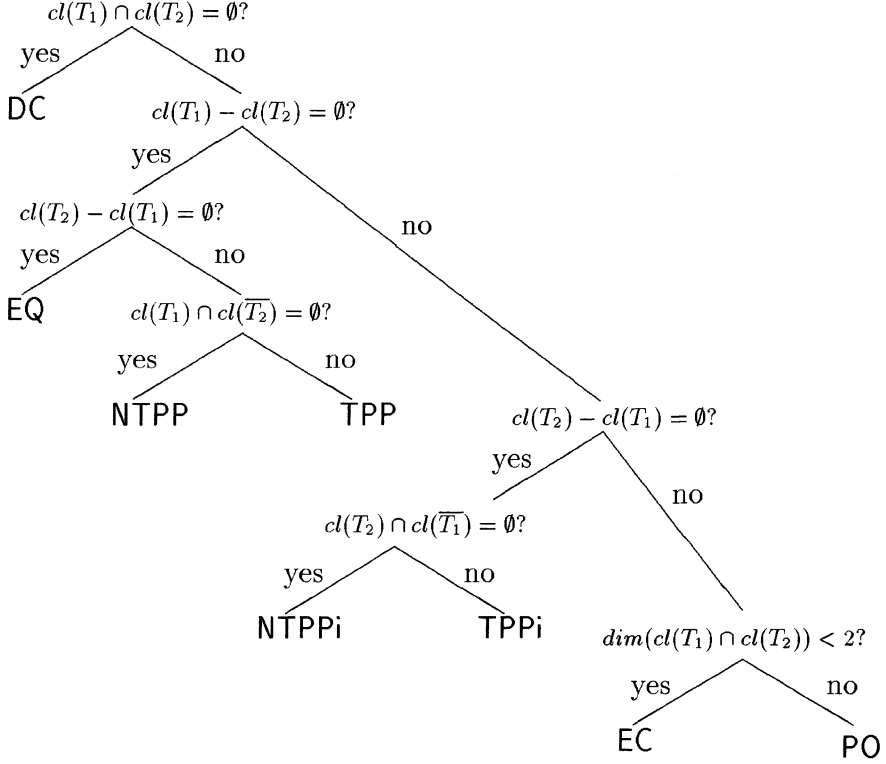 cl(T₁) ∩ cl(T₂) = ∅?
yes no
DC
cl(T₁) − cl(T₂) = ∅?
yes
no
cl(T₂) − cl(T₁) = ∅?
yes no
EQ
cl(T₁) ∩ cl(T̅₂̅) = ∅?
yes no
NTPP TPP
cl(T₂) − cl(T₁) = ∅?
yes
no
cl(T₂) ∩ cl(T̅₁̅) = ∅?
yes no
NTPPi TPPi
dim(cl(T₁) ∩ cl(T₂)) < 2?
yes no
EC PO